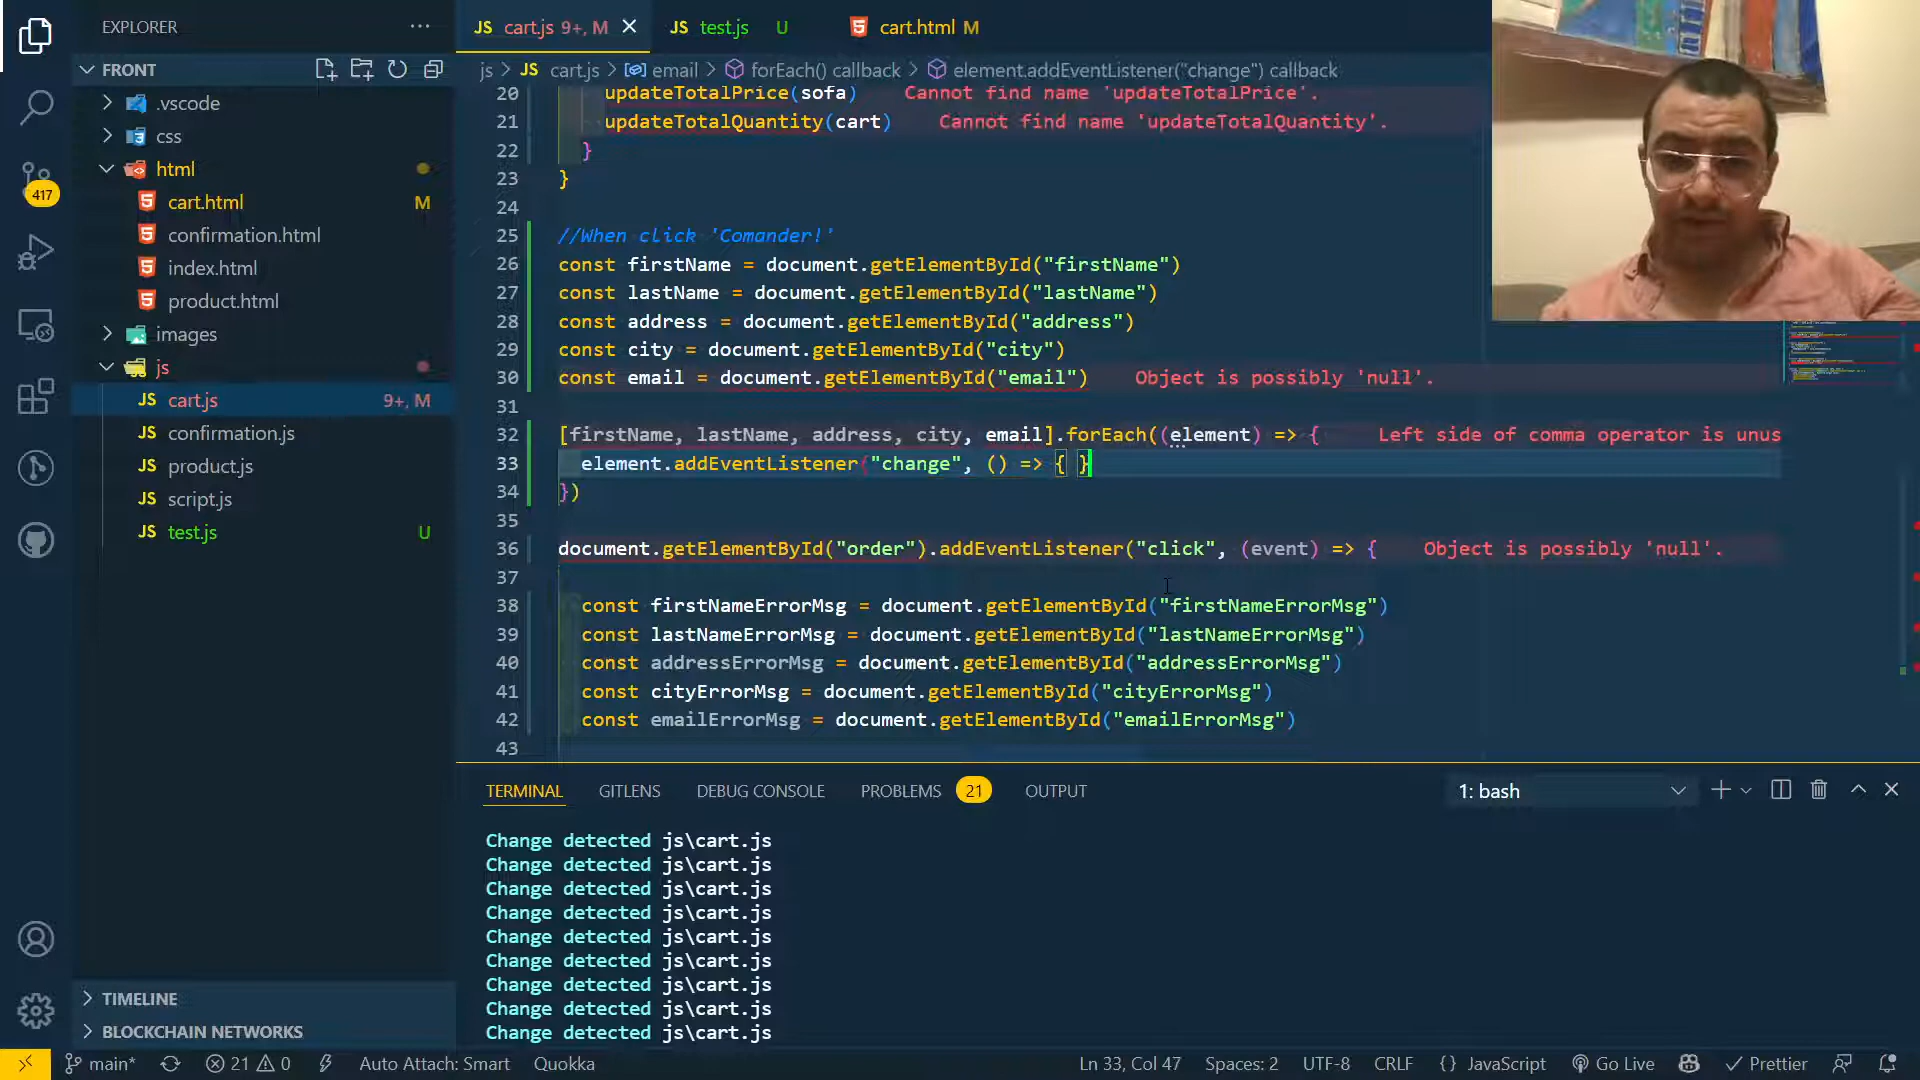 EXPLORER ···
FRONT
.vscode
css
html
cart.html M
confirmation.html
index.html
product.html
images
js
JS cart.js 9+, M
JS confirmation.js
JS product.js
JS script.js
JS test.js U
TIMELINE
BLOCKCHAIN NETWORKS
417
JS cart.js 9+, M JS test.js U cart.html M
js > JS cart.js > email > forEach() callback > element.addEventListener("change") callback
20 updateTotalPrice(sofa) Cannot find name 'updateTotalPrice'.
21 updateTotalQuantity(cart) Cannot find name 'updateTotalQuantity'.
22 }
23 }
24
25 //When click 'Comander!'
26 const firstName = document.getElementById("firstName")
27 const lastName = document.getElementById("lastName")
28 const address = document.getElementById("address")
29 const city = document.getElementById("city")
30 const email = document.getElementById("email") Object is possibly 'null'.
31
32 [firstName, lastName, address, city, email].forEach((element) => { Left side of comma operator is unus
33 element.addEventListener("change", () => { }
34 })
35
36 document.getElementById("order").addEventListener("click", (event) => { Object is possibly 'null'.
37
38 const firstNameErrorMsg = document.getElementById("firstNameErrorMsg")
39 const lastNameErrorMsg = document.getElementById("lastNameErrorMsg")
40 const addressErrorMsg = document.getElementById("addressErrorMsg")
41 const cityErrorMsg = document.getElementById("cityErrorMsg")
42 const emailErrorMsg = document.getElementById("emailErrorMsg")
43
TERMINAL GITLENS DEBUG CONSOLE PROBLEMS 21 OUTPUT 1: bash
Change detected js\cart.js
Change detected js\cart.js
Change detected js\cart.js
Change detected js\cart.js
Change detected js\cart.js
Change detected js\cart.js
Change detected js\cart.js
Change detected js\cart.js
Change detected js\cart.js
main* 21 0 Auto Attach: Smart Quokka Ln 33, Col 47 Spaces: 2 UTF-8 CRLF {} JavaScript Go Live Prettier